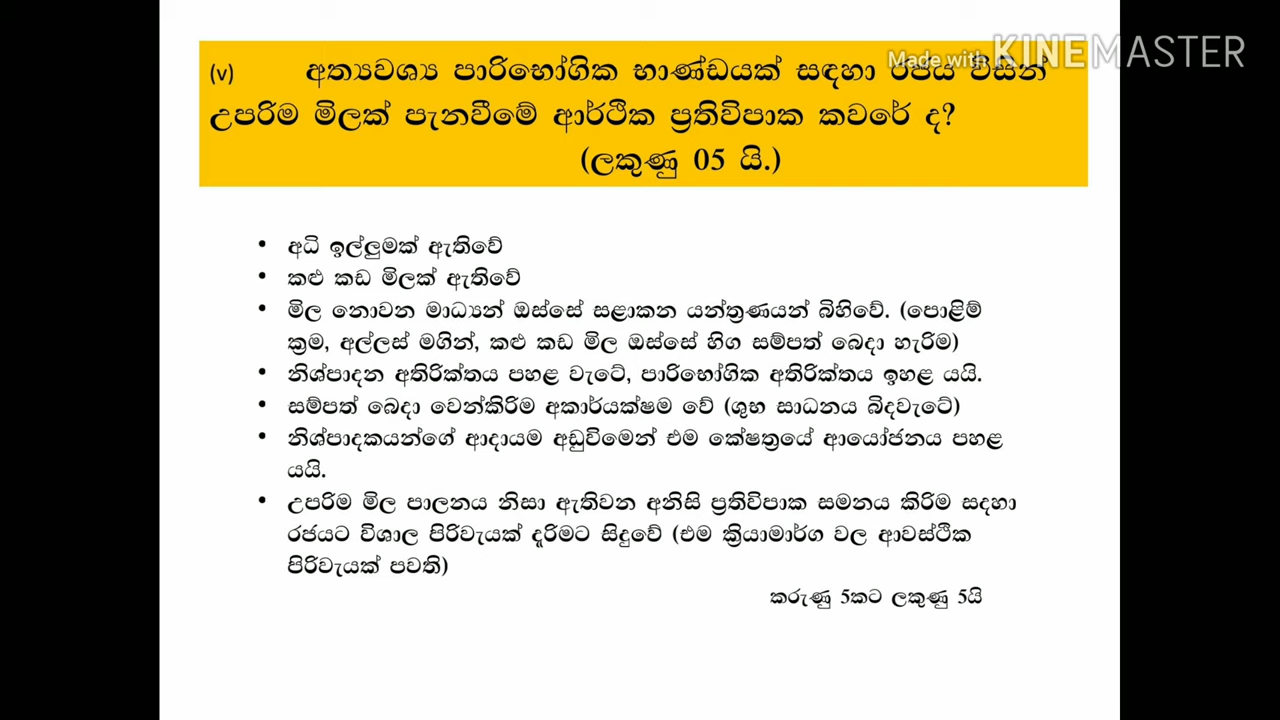 Made with KINEMASTER
(v) අත්‍යවශ්‍ය පාරිභෝගික භාණ්ඩයක් සඳහා රජය විසින්
උපරිම මිලක් පැනවීමේ ආර්ථික ප්‍රතිවිපාක කවරේ ද?
(ලකුණු 05 යි.)
• අධි ඉල්ලුමක් ඇතිවේ
• කළු කඩ මිලක් ඇතිවේ
• මිල නොවන මාධ්‍යන් ඔස්සේ සළාකන යන්ත්‍රණයන් බිහිවේ. (පොළිම්
ක්‍රම, අල්ලස් මගින්, කළු කඩ මිල ඔස්සේ හිග සම්පත් බෙදා හැරිම)
• නිශ්පාදන අතිරික්තය පහළ වැටේ, පාරිභෝගික අතිරික්තය ඉහළ යයි.
• සම්පත් බෙදා වෙන්කිරිම අකාර්යක්ෂම වේ (ශුභ සාධනය බිදවැටේ)
• නිශ්පාදකයන්ගේ ආදායම අඩුවිමෙන් එම ක්ෂේත්‍රයේ ආයෝජනය පහළ
යයි.
• උපරිම මිල පාලනය නිසා ඇතිවන අනිසි ප්‍රතිවිපාක සමනය කිරිම සදහා
රජයට විශාල පිරිවැයක් දැරිමට සිදුවේ (එම ක්‍රියාමාර්ග වල ආවස්ථික
පිරිවැයක් පවති)
කරුණු 5කට ලකුණු 5යි